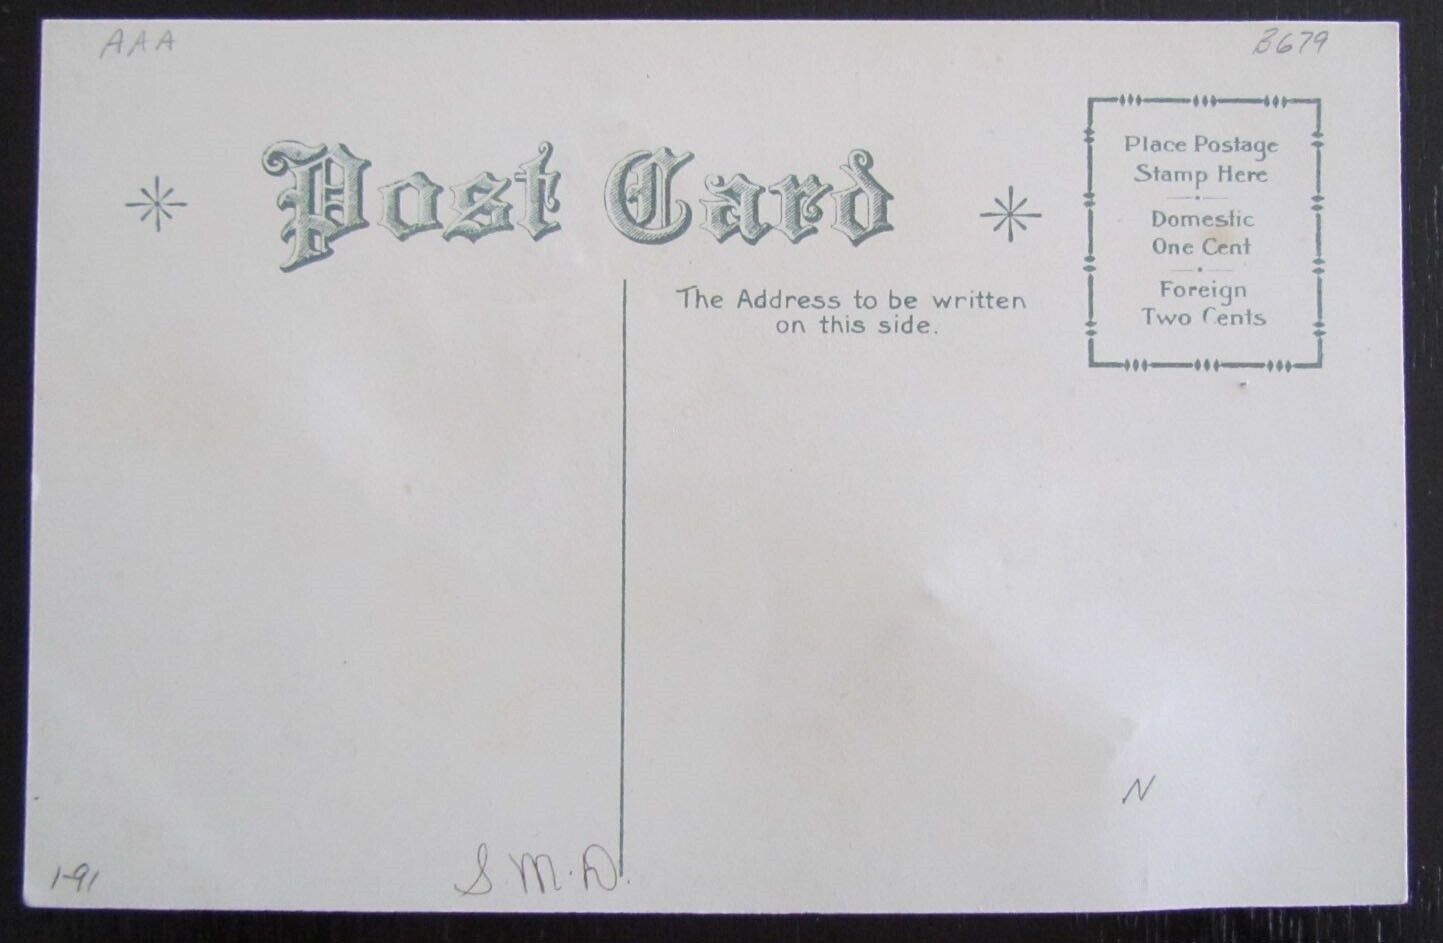 AAA
B679
Post Card
Place Postage
Stamp Here
Domestic
One Cent
Foreign
Two Cents
The Address to be written
on this side.
N
1-91
S.M.D.